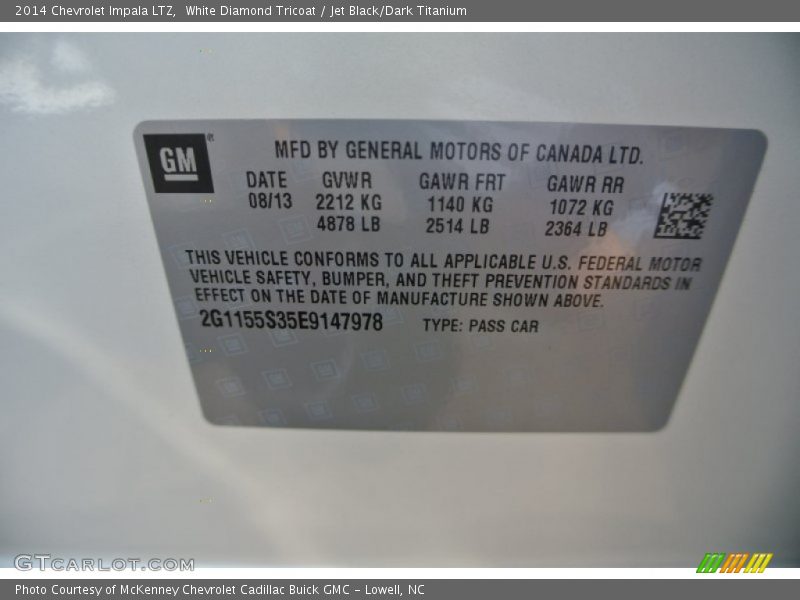 2014 Chevrolet Impala LTZ,  White Diamond Tricoat / Jet Black/Dark Titanium
GM
MFD BY GENERAL MOTORS OF CANADA LTD.
DATE GVWR GAWR FRT GAWR RR
08/13 2212 KG 1140 KG 1072 KG
4878 LB 2514 LB 2364 LB
THIS VEHICLE CONFORMS TO ALL APPLICABLE U.S. FEDERAL MOTOR
VEHICLE SAFETY, BUMPER, AND THEFT PREVENTION STANDARDS IN
EFFECT ON THE DATE OF MANUFACTURE SHOWN ABOVE.
2G1155S35E9147978 TYPE: PASS CAR
GTCARLOT.COM
Photo Courtesy of McKenney Chevrolet Cadillac Buick GMC - Lowell, NC